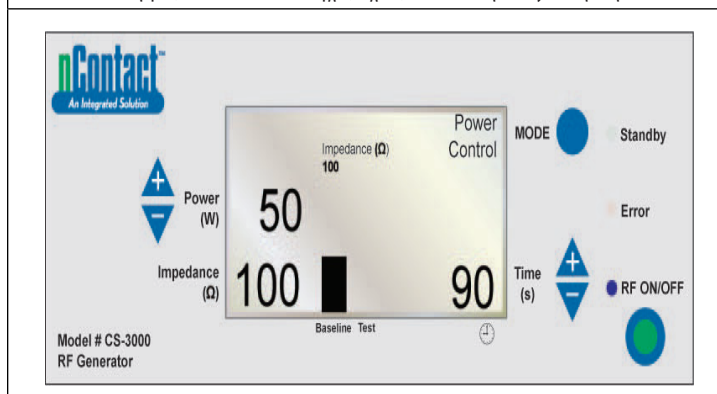 nContact™
An Integrated Solution
Power
Control
MODE
Standby
Impedance (Ω)
100
Power
(W)
50
Error
Impedance
(Ω)
100
90
Time
(s)
RF ON/OFF
Baseline Test
Model # CS-3000
RF Generator